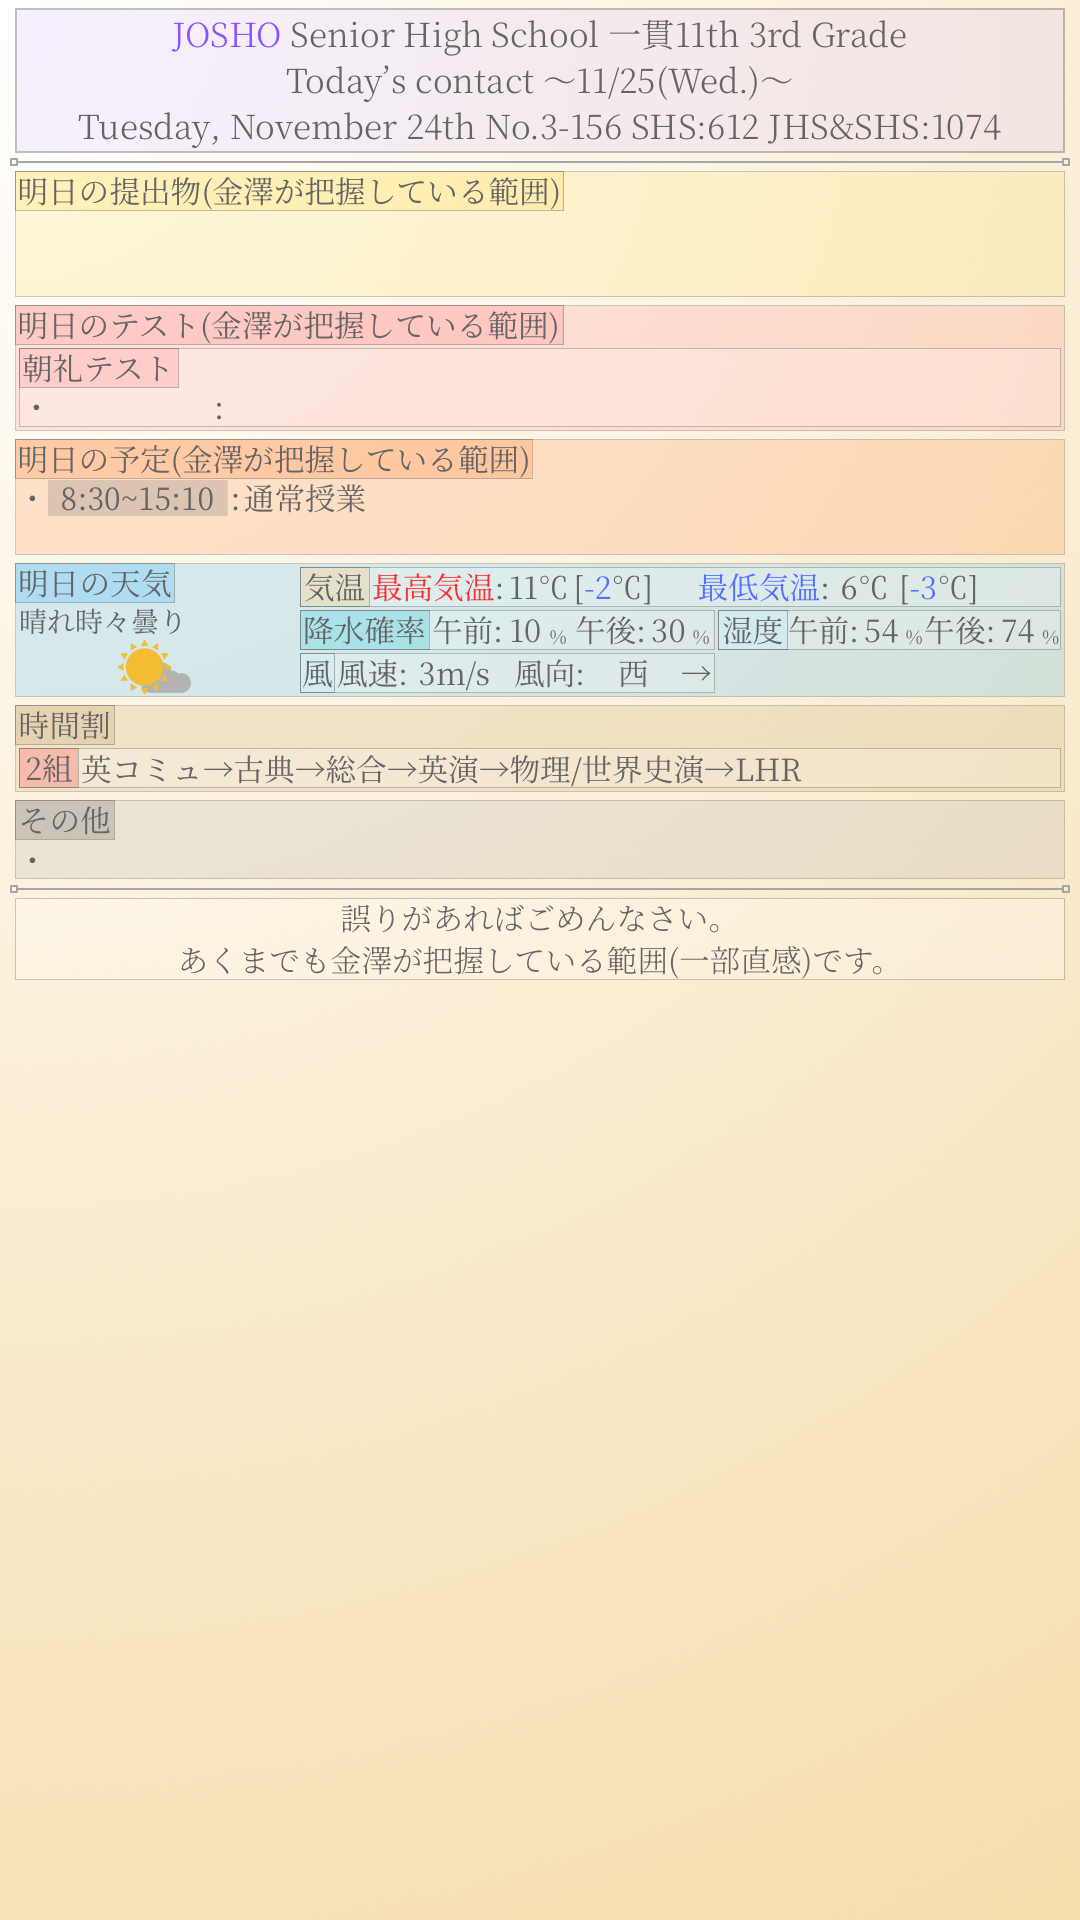 JOSHO Senior High School 一貫11th 3rd Grade
Today's contact 〜11/25(Wed.)〜
Tuesday, November 24th No.3-156 SHS:612 JHS&SHS:1074
明日の提出物(金澤が把握している範囲)
明日のテスト(金澤が把握している範囲)
朝礼テスト
・ :
明日の予定(金澤が把握している範囲)
・ 8:30~15:10 :通常授業
明日の天気
晴れ時々曇り
気温 最高気温: 11℃ [-2℃] 最低気温: 6℃ [-3℃]
降水確率 午前: 10 % 午後: 30 % 湿度 午前: 54 % 午後: 74 %
風 風速: 3m/s 風向: 西 →
時間割
2組 英コミュ→古典→総合→英演→物理/世界史演→LHR
その他
・
誤りがあればごめんなさい。
あくまでも金澤が把握している範囲(一部直感)です。